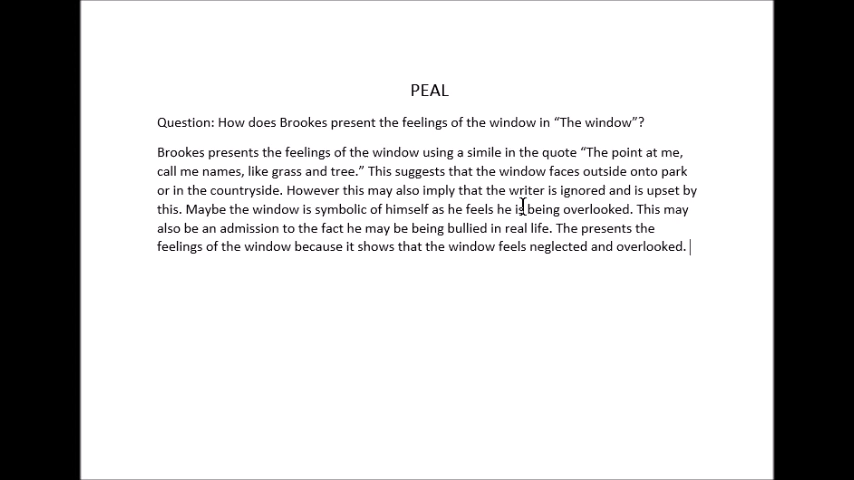 PEAL
Question: How does Brookes present the feelings of the window in “The window”?
Brookes presents the feelings of the window using a simile in the quote “The point at me,
call me names, like grass and tree.” This suggests that the window faces outside onto park
or in the countryside. However this may also imply that the writer is ignored and is upset by
this. Maybe the window is symbolic of himself as he feels he is being overlooked. This may
also be an admission to the fact he may be being bullied in real life. The presents the
feelings of the window because it shows that the window feels neglected and overlooked.